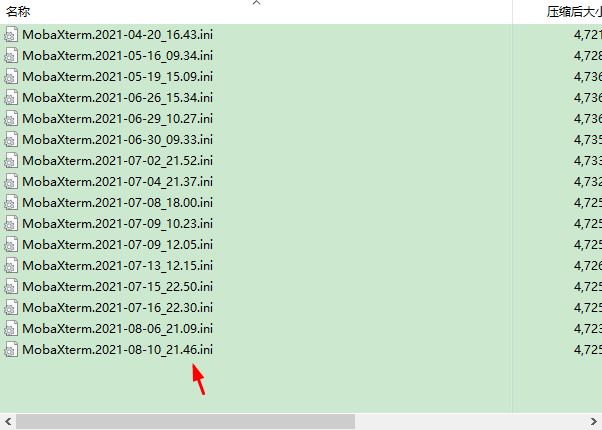 名称 压缩后大小
MobaXterm.2021-04-20_16.43.ini 4,721
MobaXterm.2021-05-16_09.34.ini 4,728
MobaXterm.2021-05-19_15.09.ini 4,736
MobaXterm.2021-06-26_15.34.ini 4,736
MobaXterm.2021-06-29_10.27.ini 4,736
MobaXterm.2021-06-30_09.33.ini 4,735
MobaXterm.2021-07-02_21.52.ini 4,733
MobaXterm.2021-07-04_21.37.ini 4,732
MobaXterm.2021-07-08_18.00.ini 4,725
MobaXterm.2021-07-09_10.23.ini 4,725
MobaXterm.2021-07-09_12.05.ini 4,725
MobaXterm.2021-07-13_12.15.ini 4,726
MobaXterm.2021-07-15_22.50.ini 4,725
MobaXterm.2021-07-16_22.30.ini 4,725
MobaXterm.2021-08-06_21.09.ini 4,723
MobaXterm.2021-08-10_21.46.ini 4,725